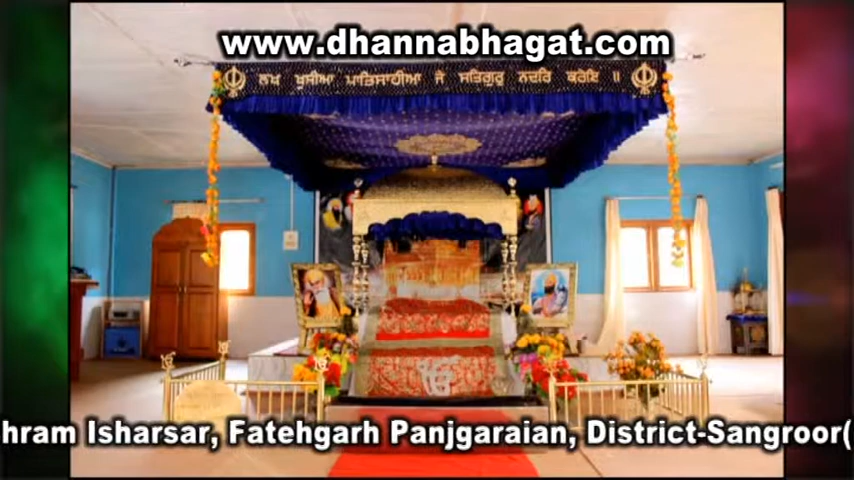 www.dhannabhagat.com
ਲਖ ਖੁਸੀਆ ਪਾਤਿਸਾਹੀਆ ਜੇ ਸਤਿਗੁਰੁ ਨਦਰਿ ਕਰੇਇ ॥
ੴ
hram Isharsar, Fatehgarh Panjgaraian, District-Sangroor(